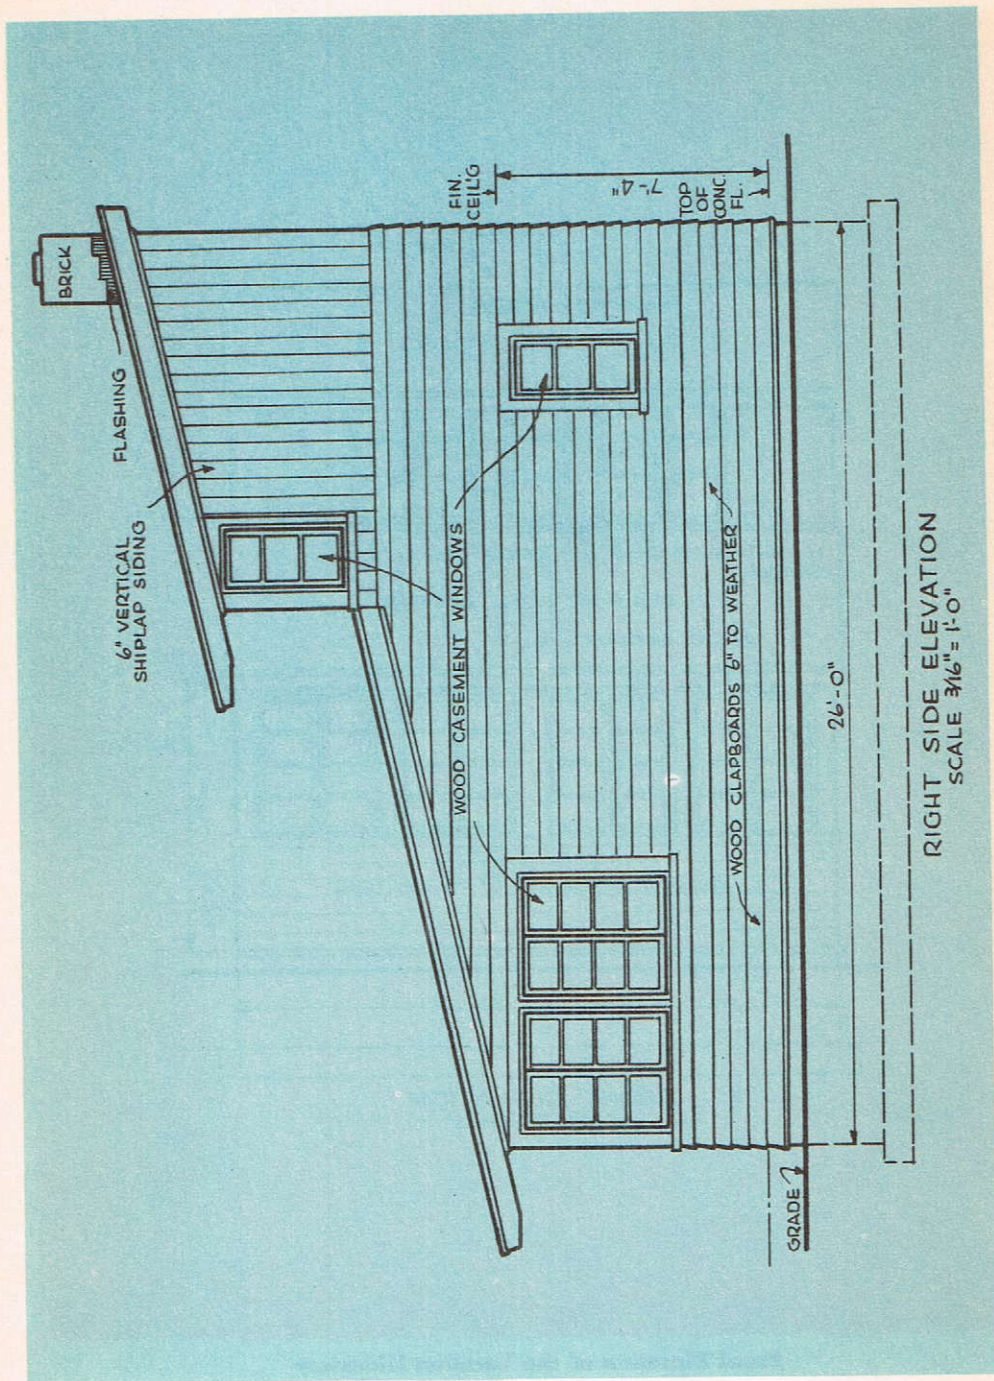 BRICK
FLASHING
6" VERTICAL
SHIPLAP SIDING
FIN.
CEIL'G
7'-4"
TOP
OF
CONC.
FL.
WOOD CASEMENT WINDOWS
WOOD CLAPBOARDS 6" TO WEATHER
GRADE
26'-0"
RIGHT SIDE ELEVATION
SCALE 3/16" = 1'-0"